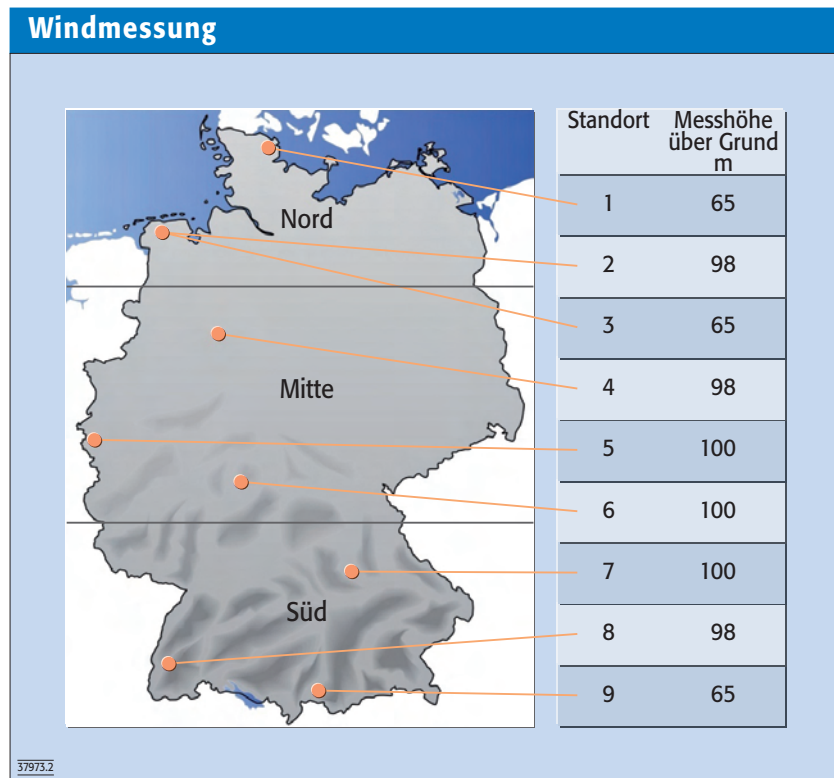 Windmessung
Standort Messhöhe
über Grund
m
Nord
Mitte
Süd
1 65
2 98
3 65
4 98
5 100
6 100
7 100
8 98
9 65
37973.2